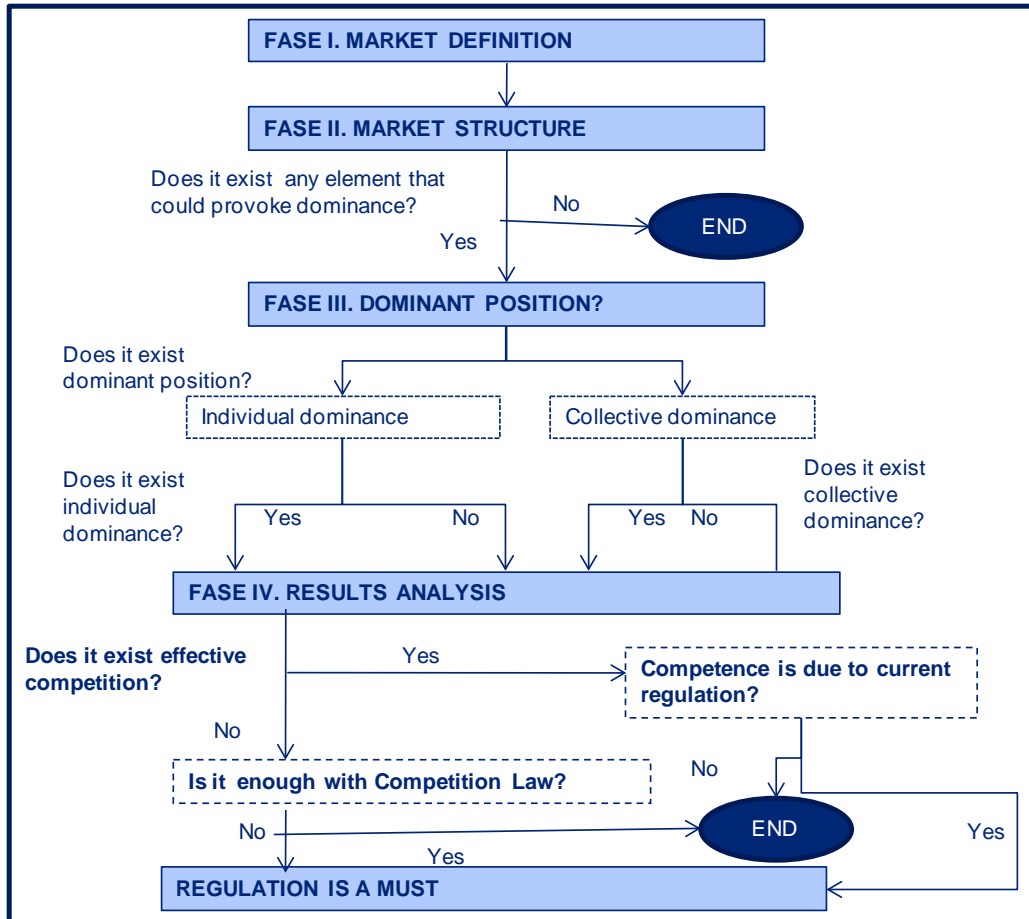 FASE I. MARKET DEFINITION
FASE II. MARKET STRUCTURE
Does it exist any element that
could provoke dominance?
No
END
Yes
FASE III. DOMINANT POSITION?
Does it exist
dominant position?
Individual dominance
Collective dominance
Does it exist
individual
dominance?
Yes
No
Yes
No
Does it exist
collective
dominance?
FASE IV. RESULTS ANALYSIS
Does it exist effective
competition?
Yes
Competence is due to current
regulation?
No
Is it enough with Competition Law?
No
No
END
Yes
Yes
REGULATION IS A MUST